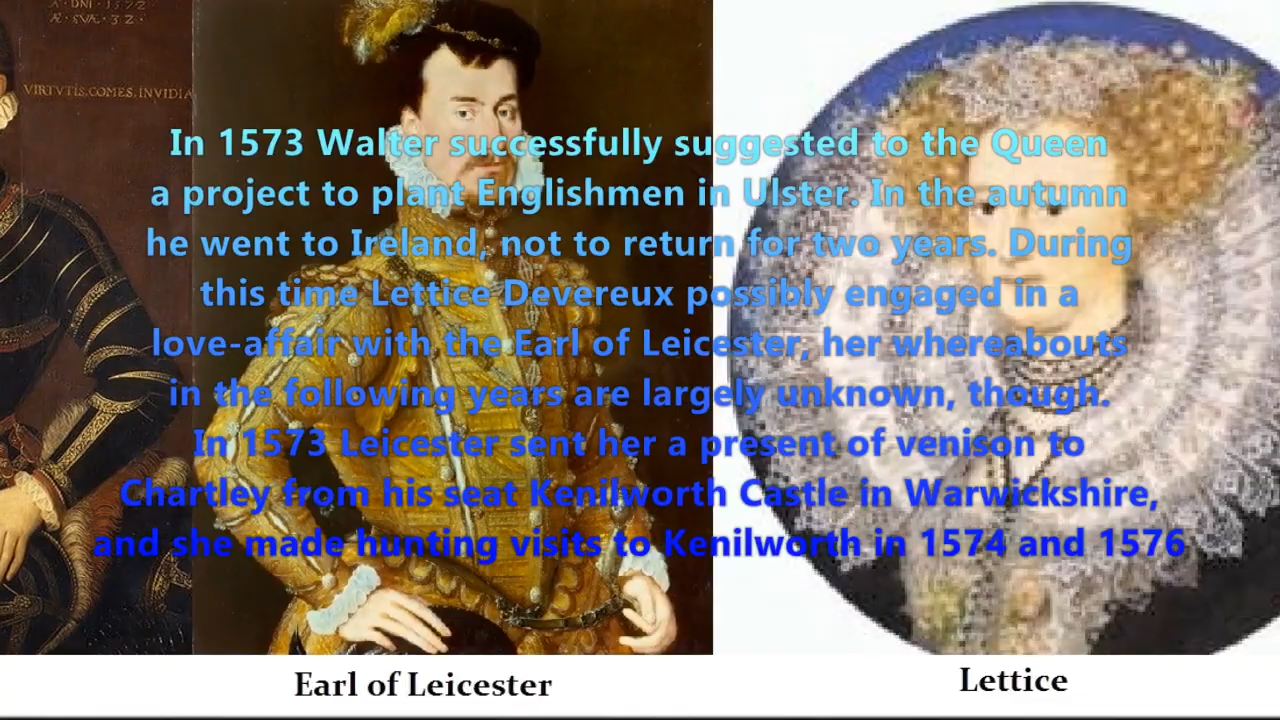 A · DNI · 1572
Æ · SVÆ · 32 ·
VIRTVTIS, COMES, INVIDIA
In 1573 Walter successfully suggested to the Queen
a project to plant Englishmen in Ulster. In the autumn
he went to Ireland, not to return for two years. During
this time Lettice Devereux possibly engaged in a
love-affair with the Earl of Leicester, her whereabouts
in the following years are largely unknown, though.
In 1573 Leicester sent her a present of venison to
Chartley from his seat Kenilworth Castle in Warwickshire,
and she made hunting visits to Kenilworth in 1574 and 1576
Earl of Leicester
Lettice